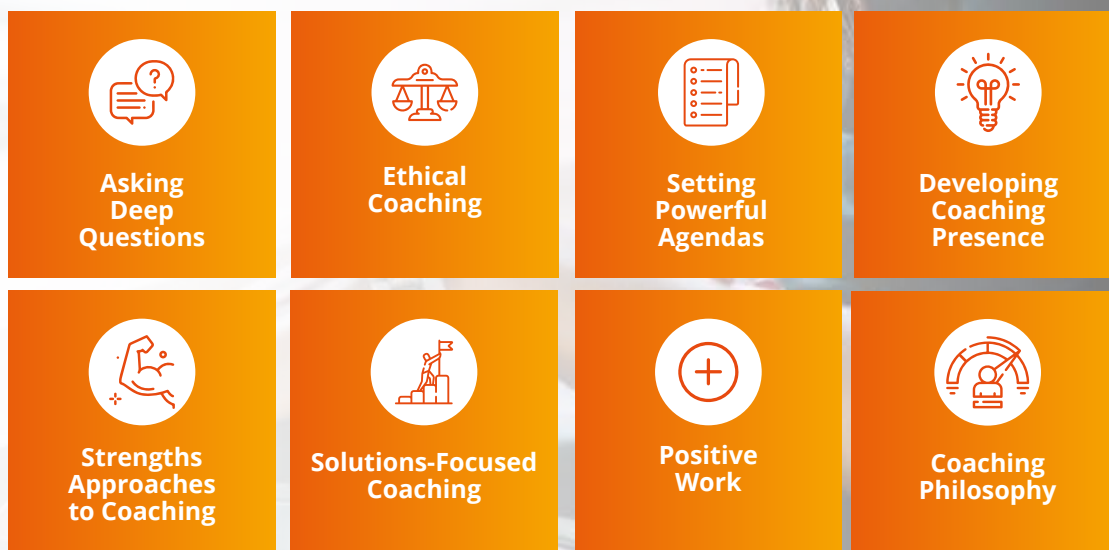 Asking
Deep
Questions
Ethical
Coaching
Setting
Powerful
Agendas
Developing
Coaching
Presence
Strengths
Approaches
to Coaching
Solutions-Focused
Coaching
Positive
Work
Coaching
Philosophy